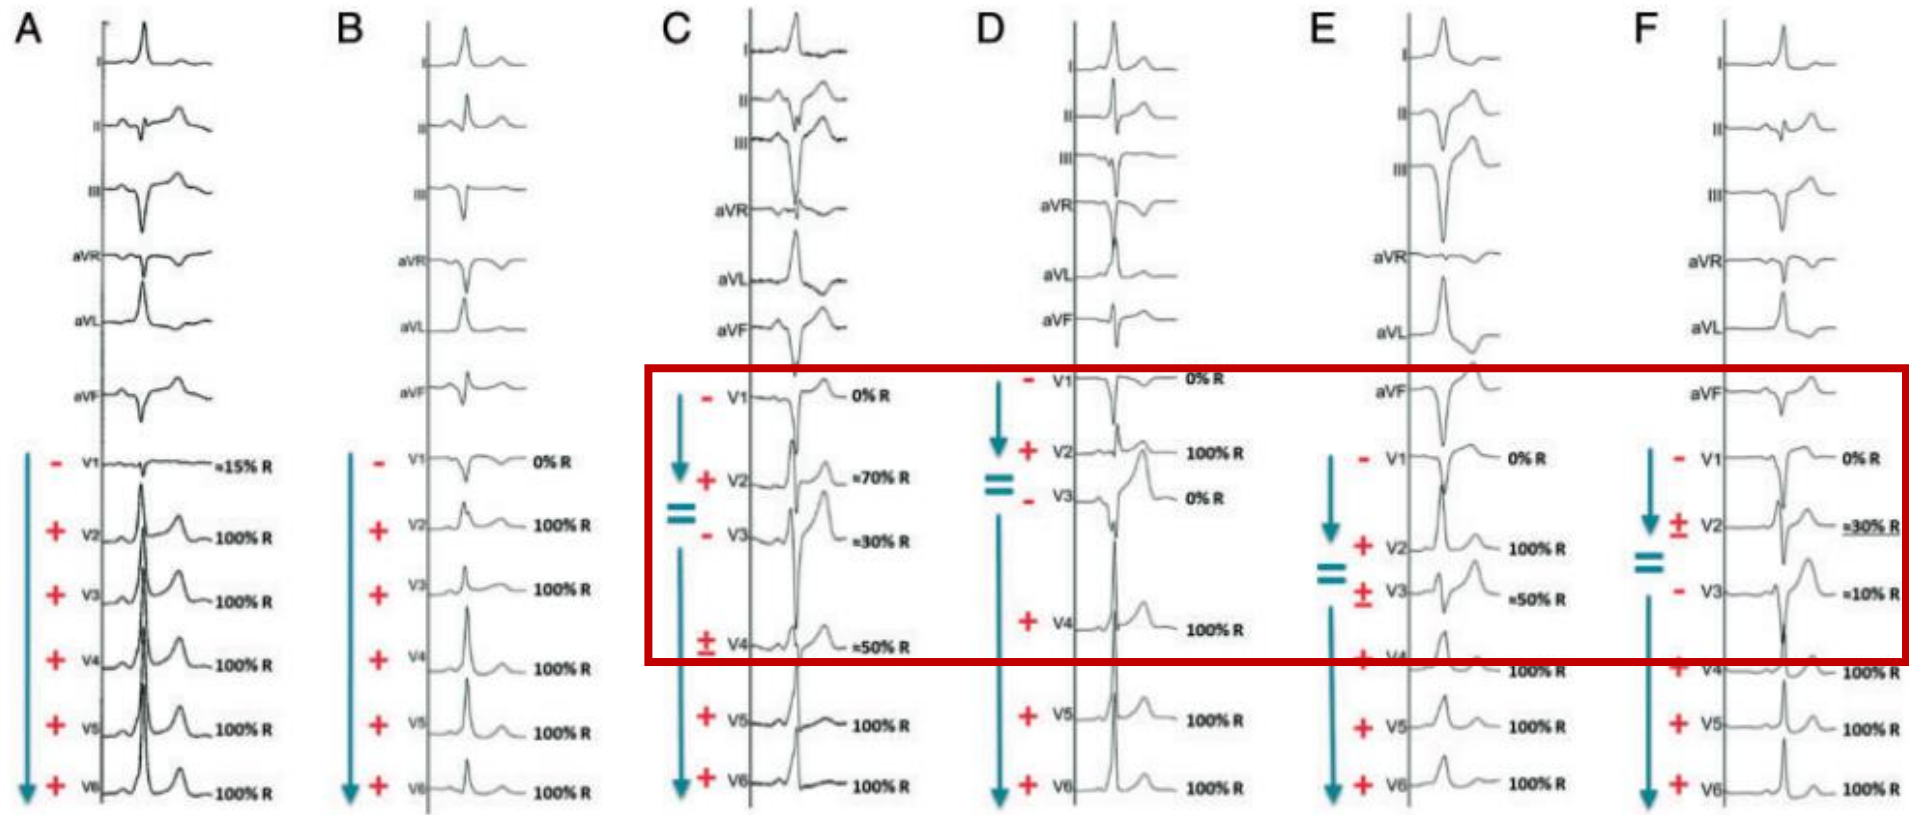 A
I
II
III
aVR
aVL
aVF
- V1 ≈15% R
+ V2 100% R
+ V3 100% R
+ V4 100% R
+ V5 100% R
+ V6 100% R
B
I
II
III
aVR
aVL
aVF
- V1 0% R
+ V2 100% R
+ V3 100% R
+ V4 100% R
+ V5 100% R
+ V6 100% R
C
I
II
III
aVR
aVL
aVF
- V1 0% R
+ V2 ≈70% R
=
- V3 ≈30% R
± V4 ≈50% R
+ V5 100% R
+ V6 100% R
D
I
II
III
aVR
aVL
aVF
- V1 0% R
+ V2 100% R
=
- V3 0% R
+ V4 100% R
+ V5 100% R
+ V6 100% R
E
I
II
III
aVR
aVL
aVF
- V1 0% R
+ V2 100% R
=
± V3 ≈50% R
+ V4 100% R
+ V5 100% R
+ V6 100% R
F
I
II
III
aVR
aVL
aVF
- V1 0% R
± V2 ≈30% R
=
- V3 ≈10% R
+ V4 100% R
+ V5 100% R
+ V6 100% R